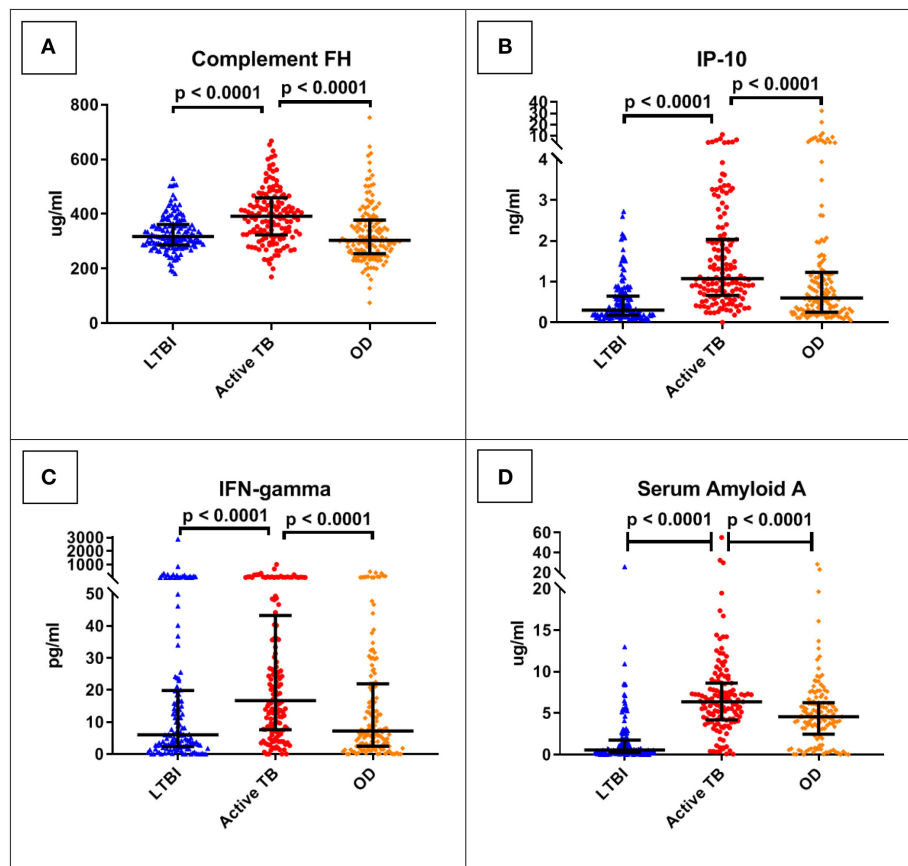 A
Complement FH
p < 0.0001
p < 0.0001
800
600
400
200
0
ug/ml
LTBI
Active TB
OD
B
IP-10
p < 0.0001
p < 0.0001
40
30
20
10
4
3
2
1
0
ng/ml
LTBI
Active TB
OD
C
IFN-gamma
p < 0.0001
p < 0.0001
3000
2000
1000
50
40
30
20
10
0
pg/ml
LTBI
Active TB
OD
D
Serum Amyloid A
p < 0.0001
p < 0.0001
60
40
20
20
15
10
5
0
ug/ml
LTBI
Active TB
OD